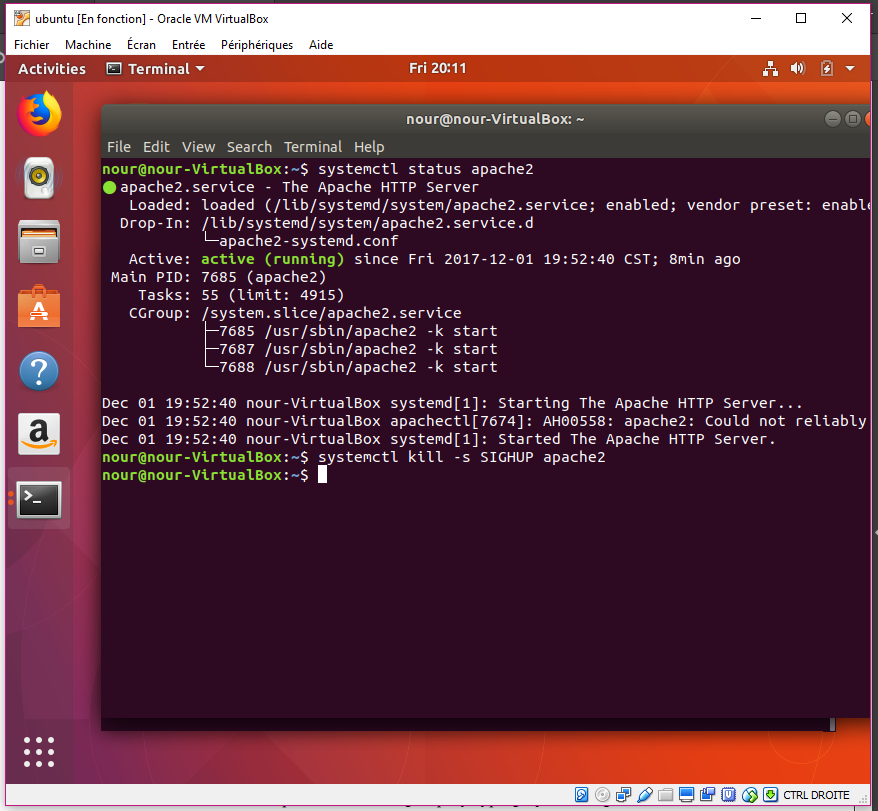 ubuntu [En fonction] - Oracle VM VirtualBox
Fichier Machine Écran Entrée Périphériques Aide
Activities Terminal Fri 20:11
nour@nour-VirtualBox: ~
File Edit View Search Terminal Help
nour@nour-VirtualBox:~$ systemctl status apache2
apache2.service - The Apache HTTP Server
Loaded: loaded (/lib/systemd/system/apache2.service; enabled; vendor preset: enable
Drop-In: /lib/systemd/system/apache2.service.d
└─apache2-systemd.conf
Active: active (running) since Fri 2017-12-01 19:52:40 CST; 8min ago
Main PID: 7685 (apache2)
Tasks: 55 (limit: 4915)
CGroup: /system.slice/apache2.service
├─7685 /usr/sbin/apache2 -k start
├─7687 /usr/sbin/apache2 -k start
└─7688 /usr/sbin/apache2 -k start
Dec 01 19:52:40 nour-VirtualBox systemd[1]: Starting The Apache HTTP Server...
Dec 01 19:52:40 nour-VirtualBox apachectl[7674]: AH00558: apache2: Could not reliably
Dec 01 19:52:40 nour-VirtualBox systemd[1]: Started The Apache HTTP Server.
nour@nour-VirtualBox:~$ systemctl kill -s SIGHUP apache2
nour@nour-VirtualBox:~$
CTRL DROITE